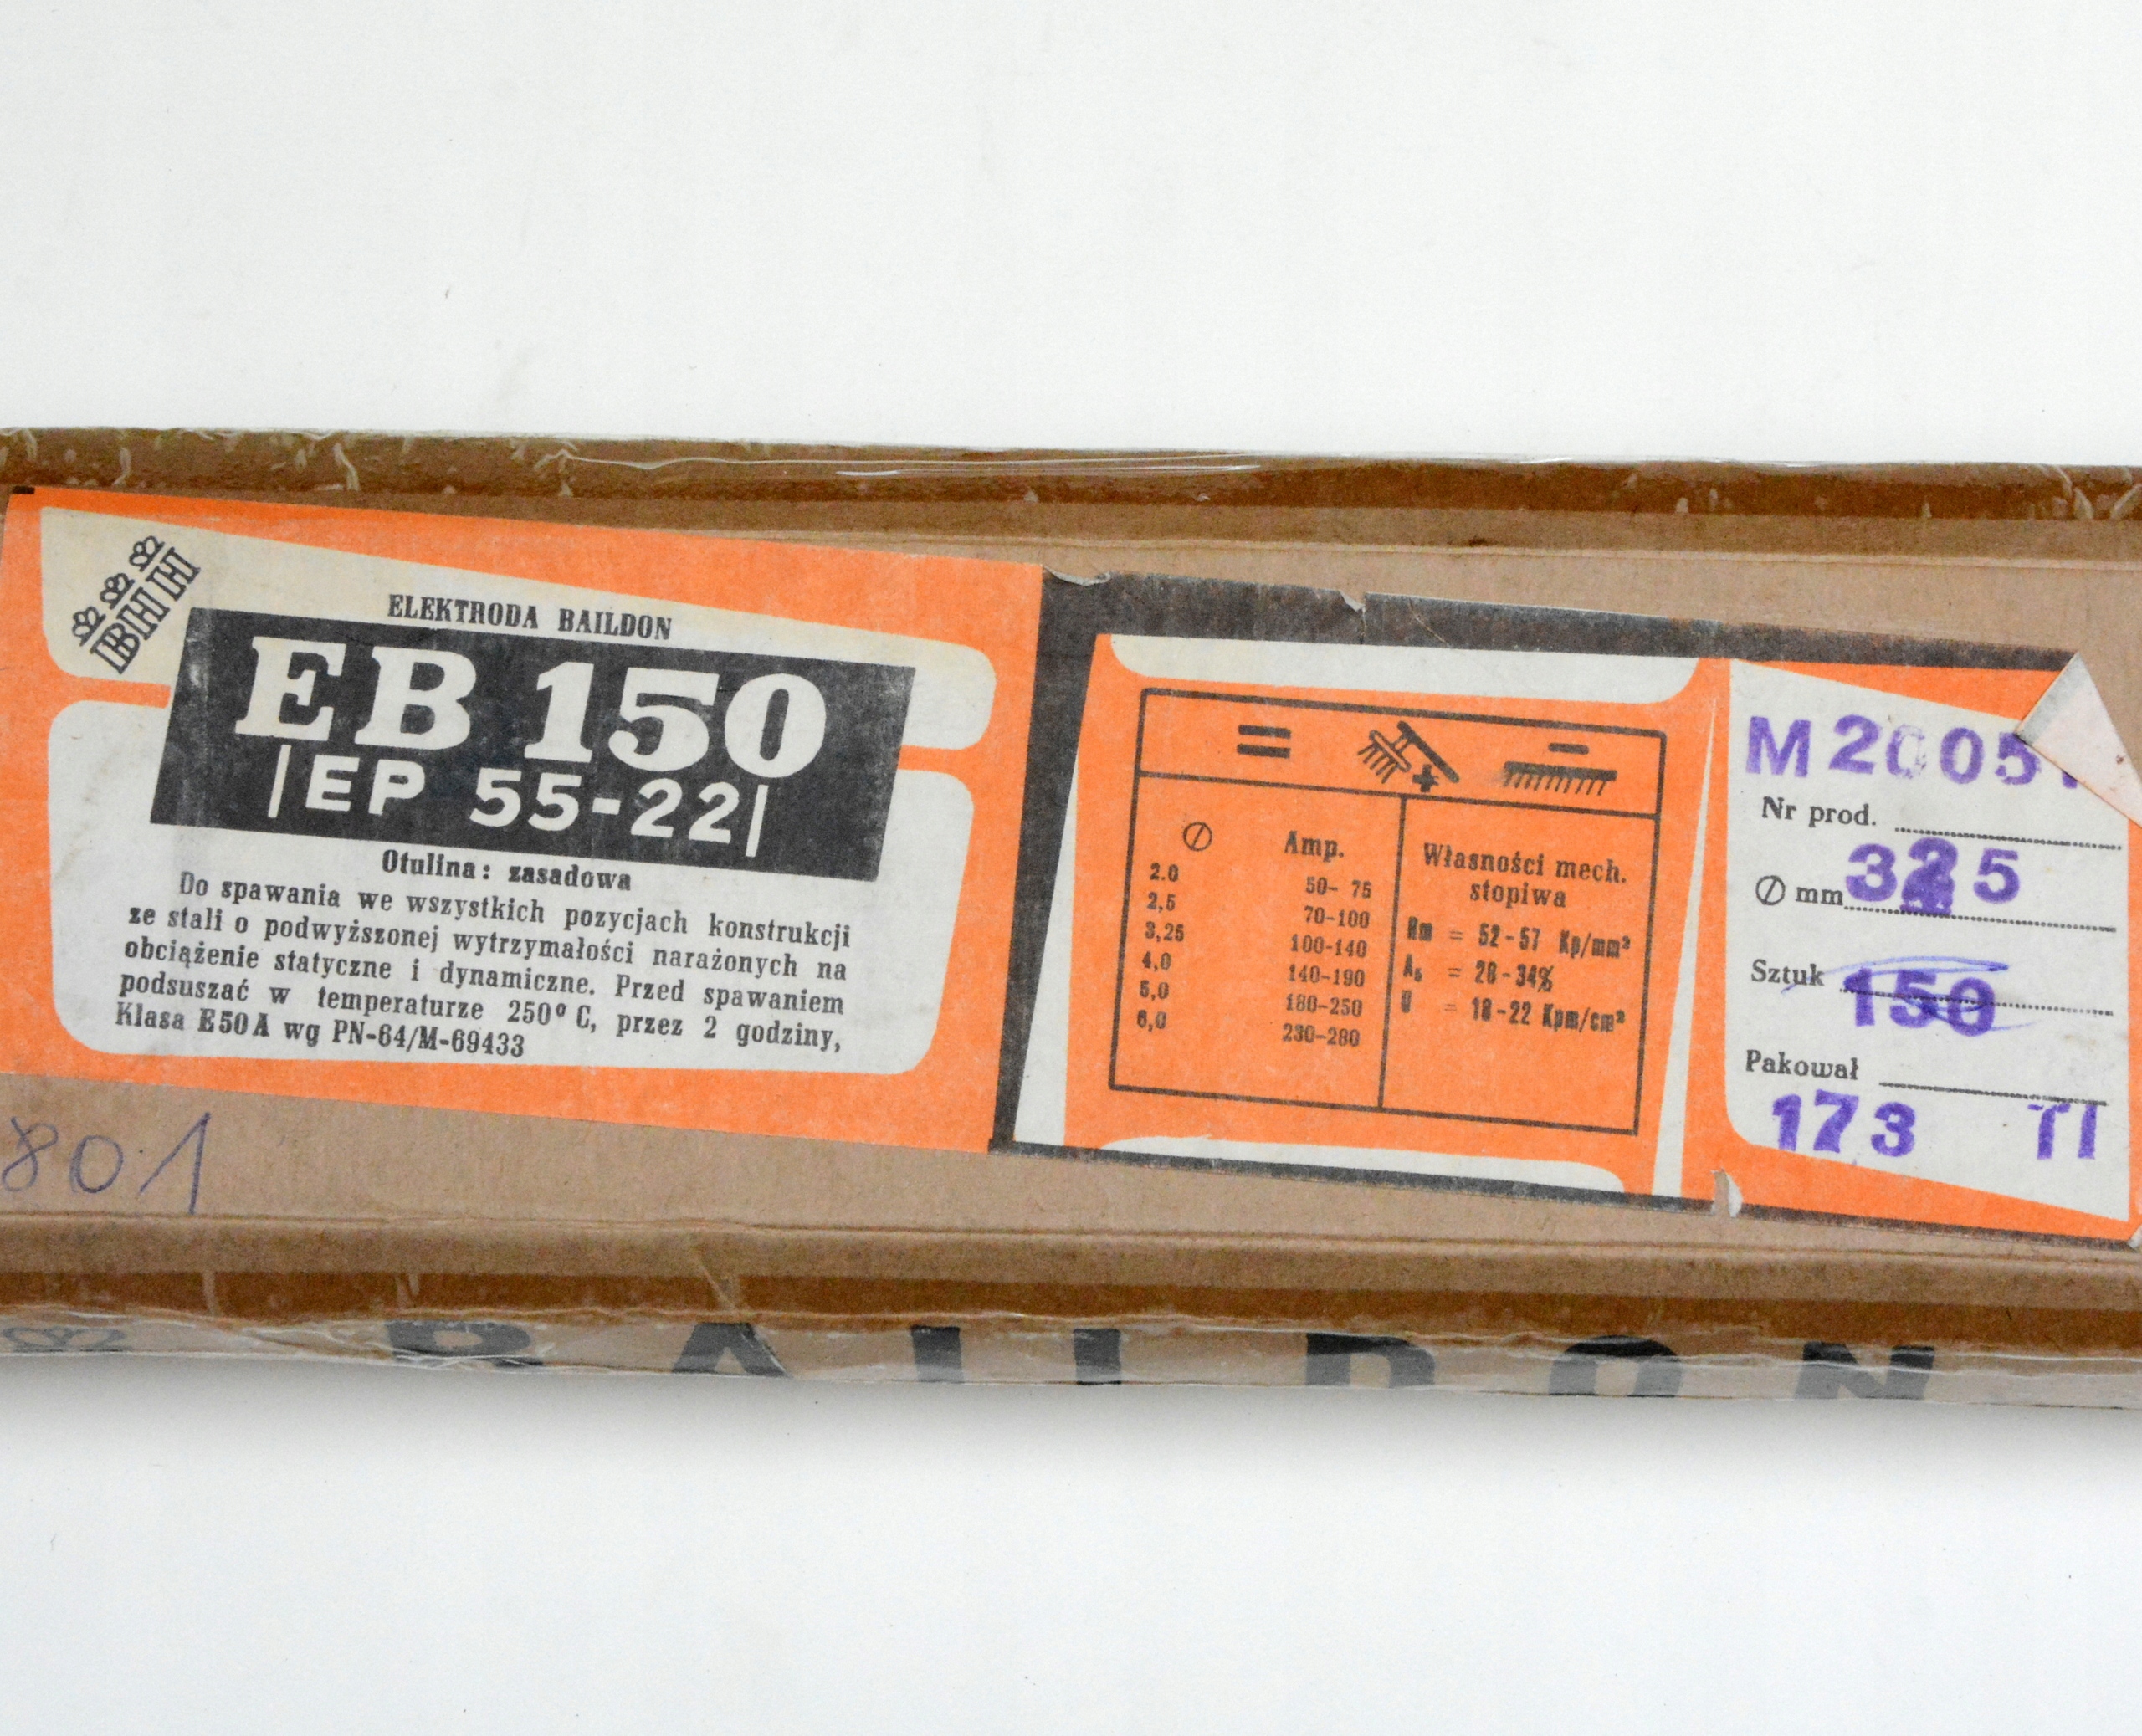 HBH
ELEKTRODA BAILDON
EB 150
|EP 55-22|
Otulina: zasadowa
Do spawania we wszystkich pozycjach konstrukcji
ze stali o podwyższonej wytrzymałości narażonych na
obciążenie statyczne i dynamiczne. Przed spawaniem
podsuszać w temperaturze 250° C, przez 2 godziny,
Klasa E50A wg PN-64/M-69433
= + -
∅ Amp.
2.0 50- 75
2,5 70-100
3,25 100-140
4,0 140-190
5,0 180-250
6,0 230-280
Własności mech.
stopiwa
Rm = 52-57 Kp/mm²
A₅ = 28-34%
U = 18-22 Kpm/cm²
M2005
Nr prod.
∅ mm 325
Sztuk 150
Pakował
173 TI
801
BAILDON